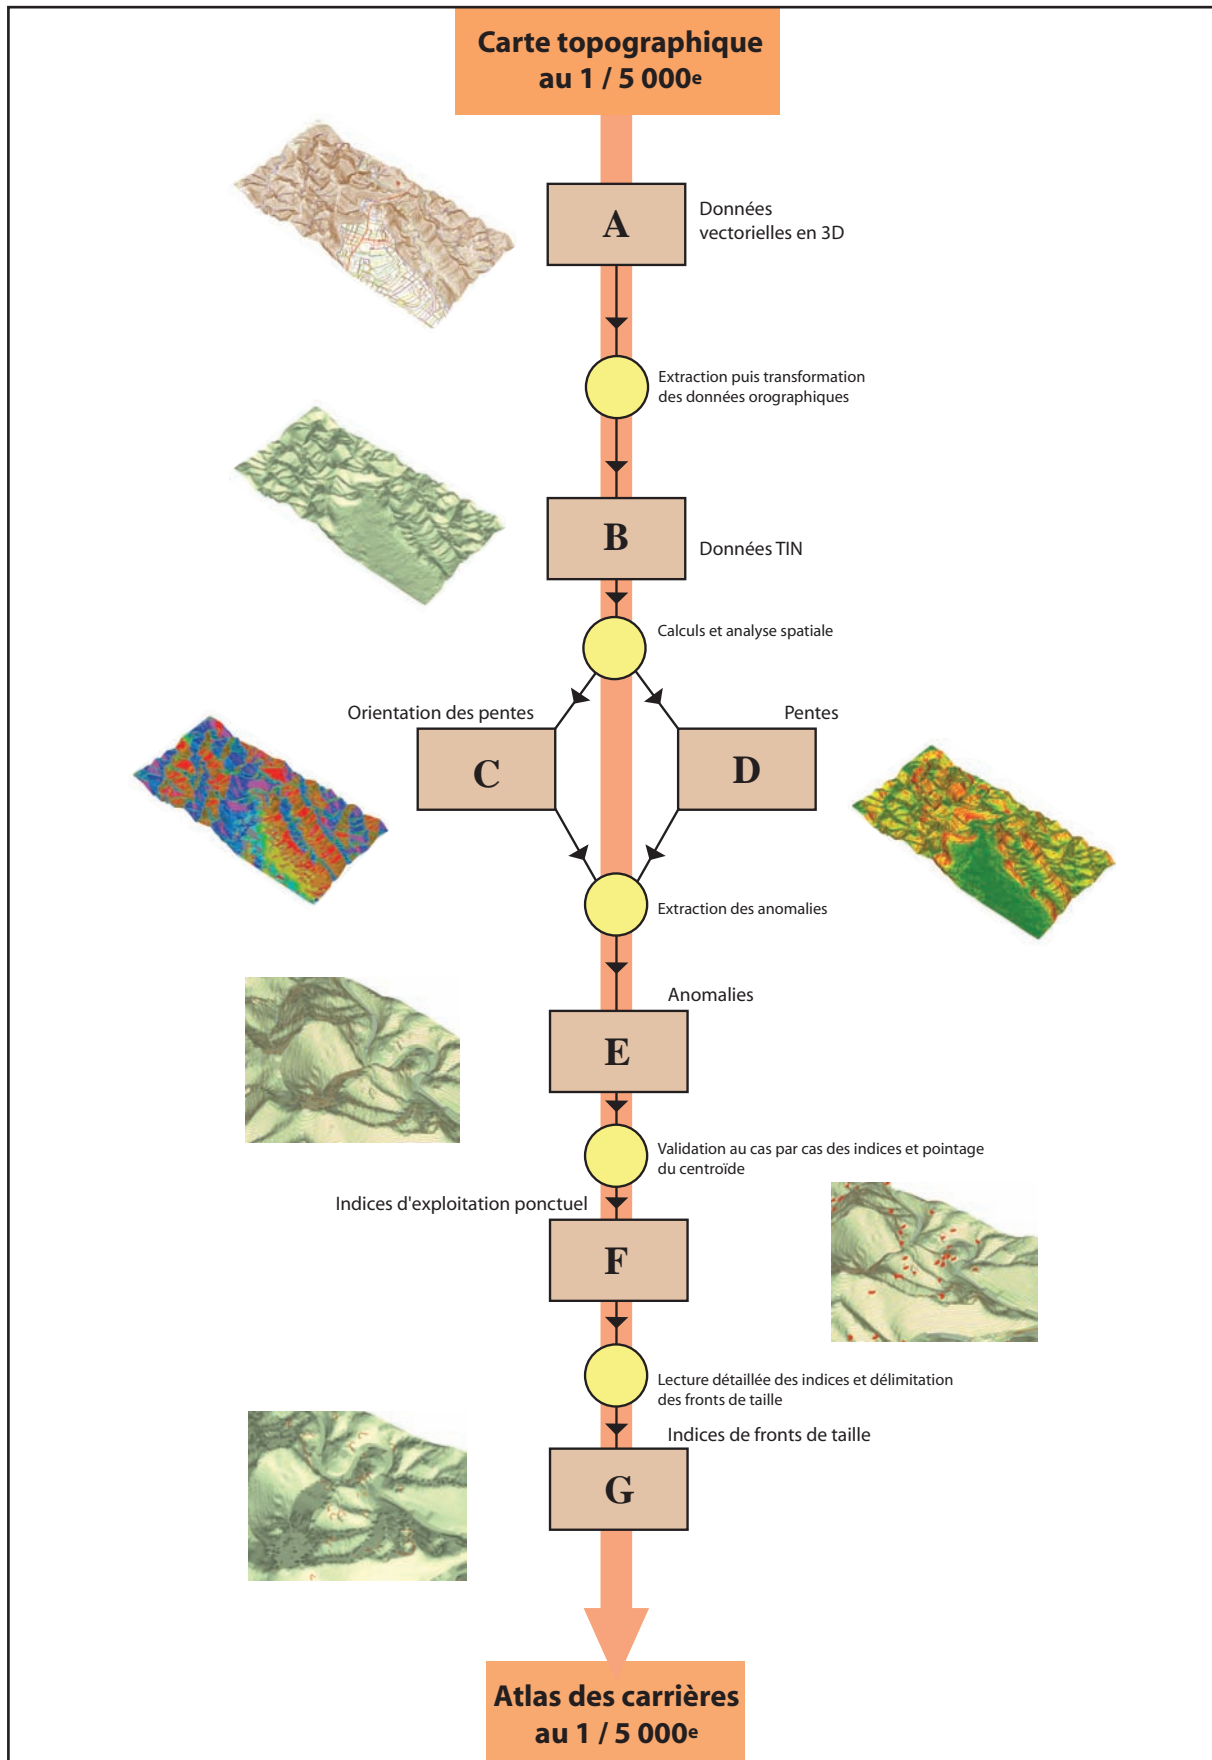 Carte topographique
au 1 / 5 000e
A
Données
vectorielles en 3D
Extraction puis transformation
des données orographiques
B
Données TIN
Calculs et analyse spatiale
Orientation des pentes
Pentes
C
D
Extraction des anomalies
Anomalies
E
Validation au cas par cas des indices et pointage
du centroïde
Indices d'exploitation ponctuel
F
Lecture détaillée des indices et délimitation
des fronts de taille
Indices de fronts de taille
G
Atlas des carrières
au 1 / 5 000e